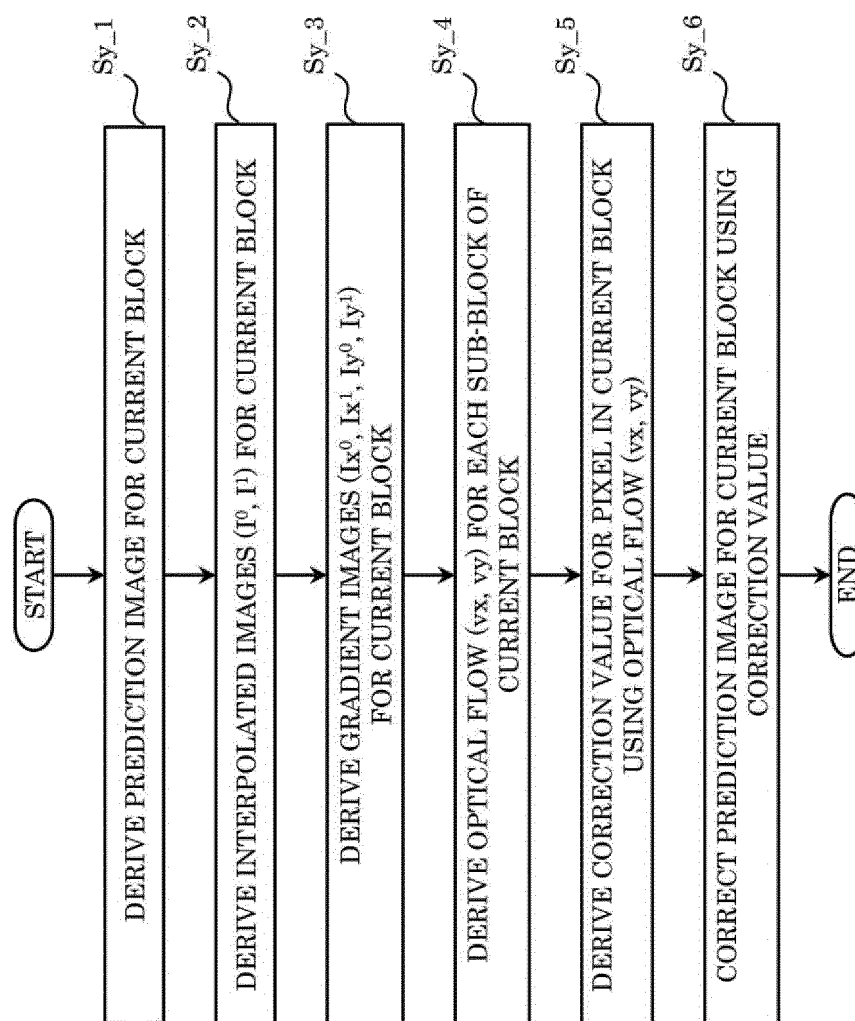 START
DERIVE PREDICTION IMAGE FOR CURRENT BLOCK
Sy_1
DERIVE INTERPOLATED IMAGES (I⁰, I¹) FOR CURRENT BLOCK
Sy_2
DERIVE GRADIENT IMAGES (Ix⁰, Ix¹, Iy⁰, Iy¹)
FOR CURRENT BLOCK
Sy_3
DERIVE OPTICAL FLOW (vx, vy) FOR EACH SUB-BLOCK OF
CURRENT BLOCK
Sy_4
DERIVE CORRECTION VALUE FOR PIXEL IN CURRENT BLOCK
USING OPTICAL FLOW (vx, vy)
Sy_5
CORRECT PREDICTION IMAGE FOR CURRENT BLOCK USING
CORRECTION VALUE
Sy_6
END